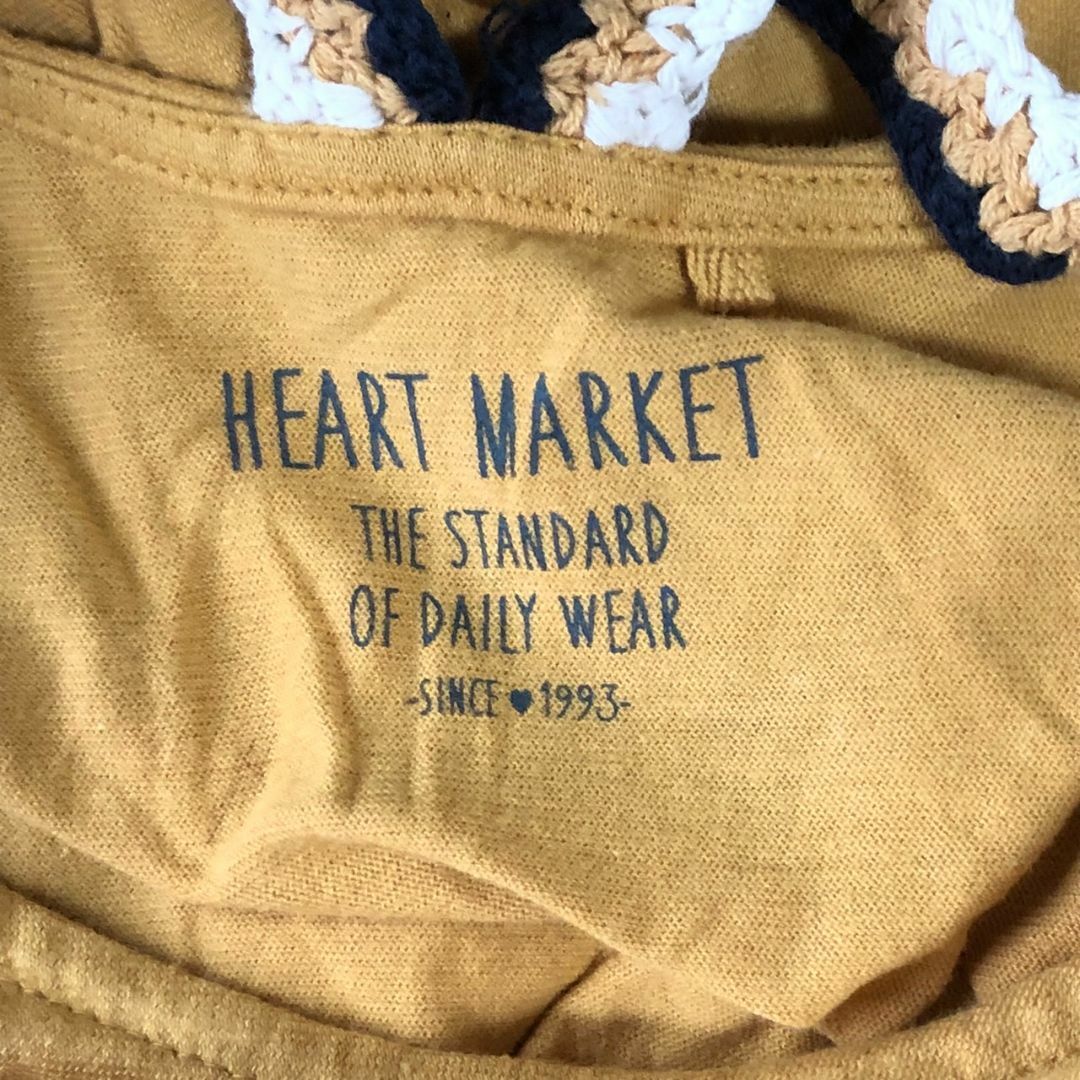 HEART MARKET
THE STANDARD
OF DAILY WEAR
-SINCE♥1993-